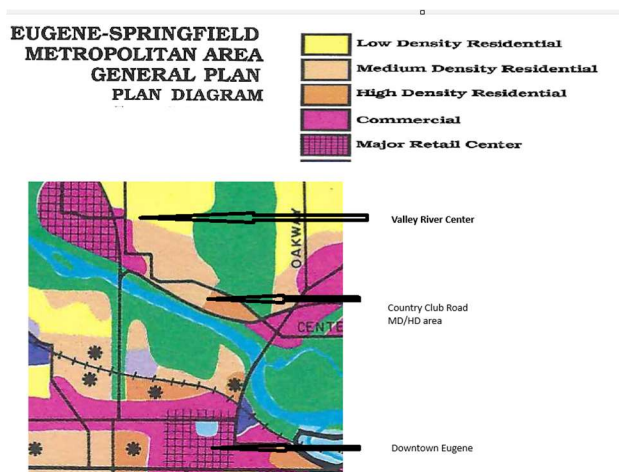 EUGENE-SPRINGFIELD
METROPOLITAN AREA
GENERAL PLAN
PLAN DIAGRAM
Low Density Residential
Medium Density Residential
High Density Residential
Commercial
Major Retail Center
Valley River Center
OAKWAY
Country Club Road
MD/HD area
CENTE
Downtown Eugene